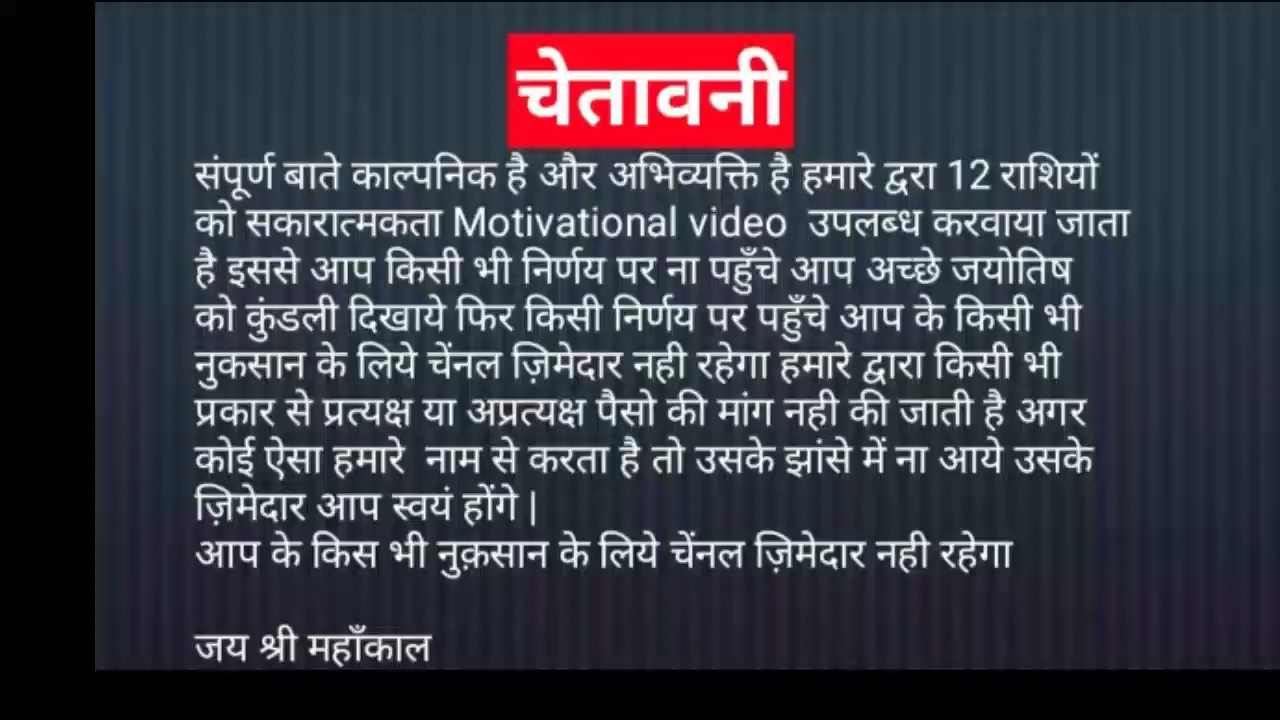 चेतावनी
संपूर्ण बाते काल्पनिक है और अभिव्यक्ति है हमारे द्वरा 12 राशियों
को सकारात्मकता Motivational video उपलब्ध करवाया जाता
है इससे आप किसी भी निर्णय पर ना पहुँचे आप अच्छे जयोतिष
को कुंडली दिखाये फिर किसी निर्णय पर पहुँचे आप के किसी भी
नुकसान के लिये चेंनल ज़िमेदार नही रहेगा हमारे द्वारा किसी भी
प्रकार से प्रत्यक्ष या अप्रत्यक्ष पैसो की मांग नही की जाती है अगर
कोई ऐसा हमारे नाम से करता है तो उसके झांसे में ना आये उसके
ज़िमेदार आप स्वयं होंगे |
आप के किस भी नुक़सान के लिये चेंनल ज़िमेदार नही रहेगा
जय श्री महाँकाल